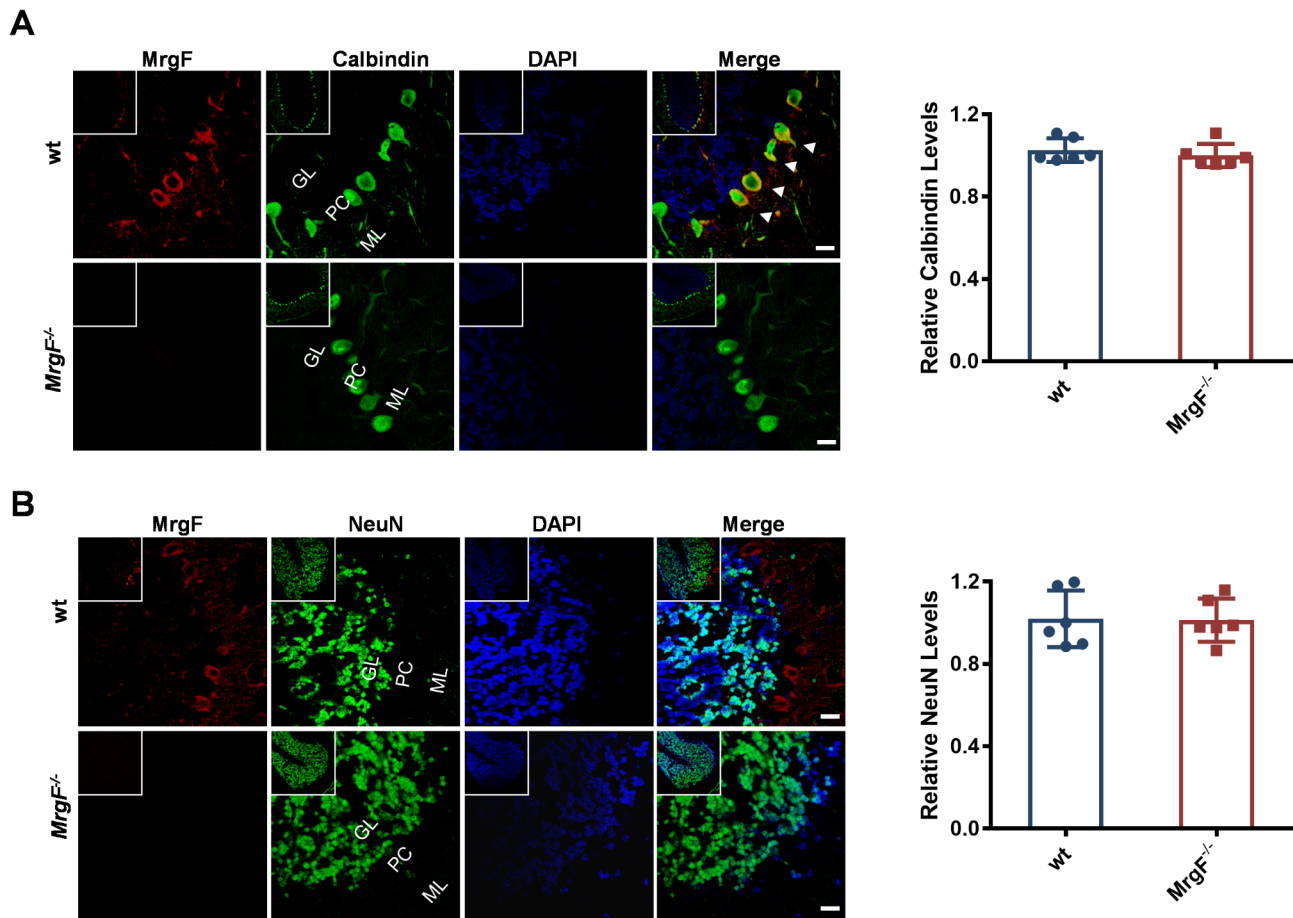 A
MrgF Calbindin DAPI Merge
wt
GL
PC
ML
MrgF-/-
GL
PC
ML
Relative Calbindin Levels
1.2
0.8
0.4
0.0
wt
MrgF-/-
B
MrgF NeuN DAPI Merge
wt
GL
PC
ML
MrgF-/-
GL
PC
ML
Relative NeuN Levels
1.2
0.8
0.4
0.0
wt
MrgF-/-